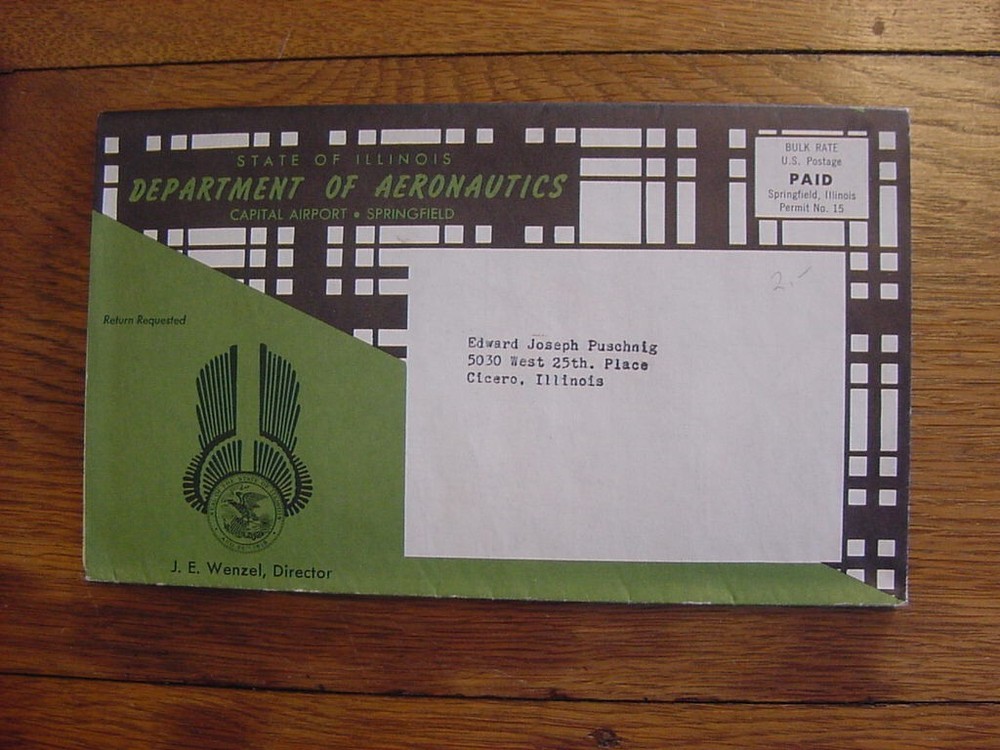 STATE OF ILLINOIS
DEPARTMENT OF AERONAUTICS
CAPITAL AIRPORT • SPRINGFIELD
BULK RATE
U.S. Postage
PAID
Springfield, Illinois
Permit No. 15
2.-
Return Requested
Edward Joseph Puschnig
5030 West 25th. Place
Cicero, Illinois
J. E. Wenzel, Director